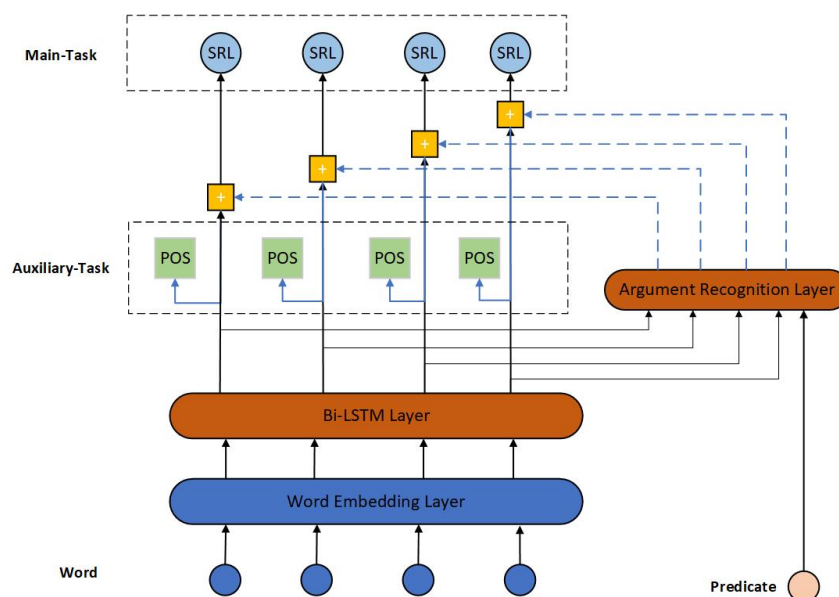 Main-Task
SRL SRL SRL SRL
+
+
+
+
Auxiliary-Task
POS POS POS POS
Argument Recognition Layer
Bi-LSTM Layer
Word Embedding Layer
Word
Predicate